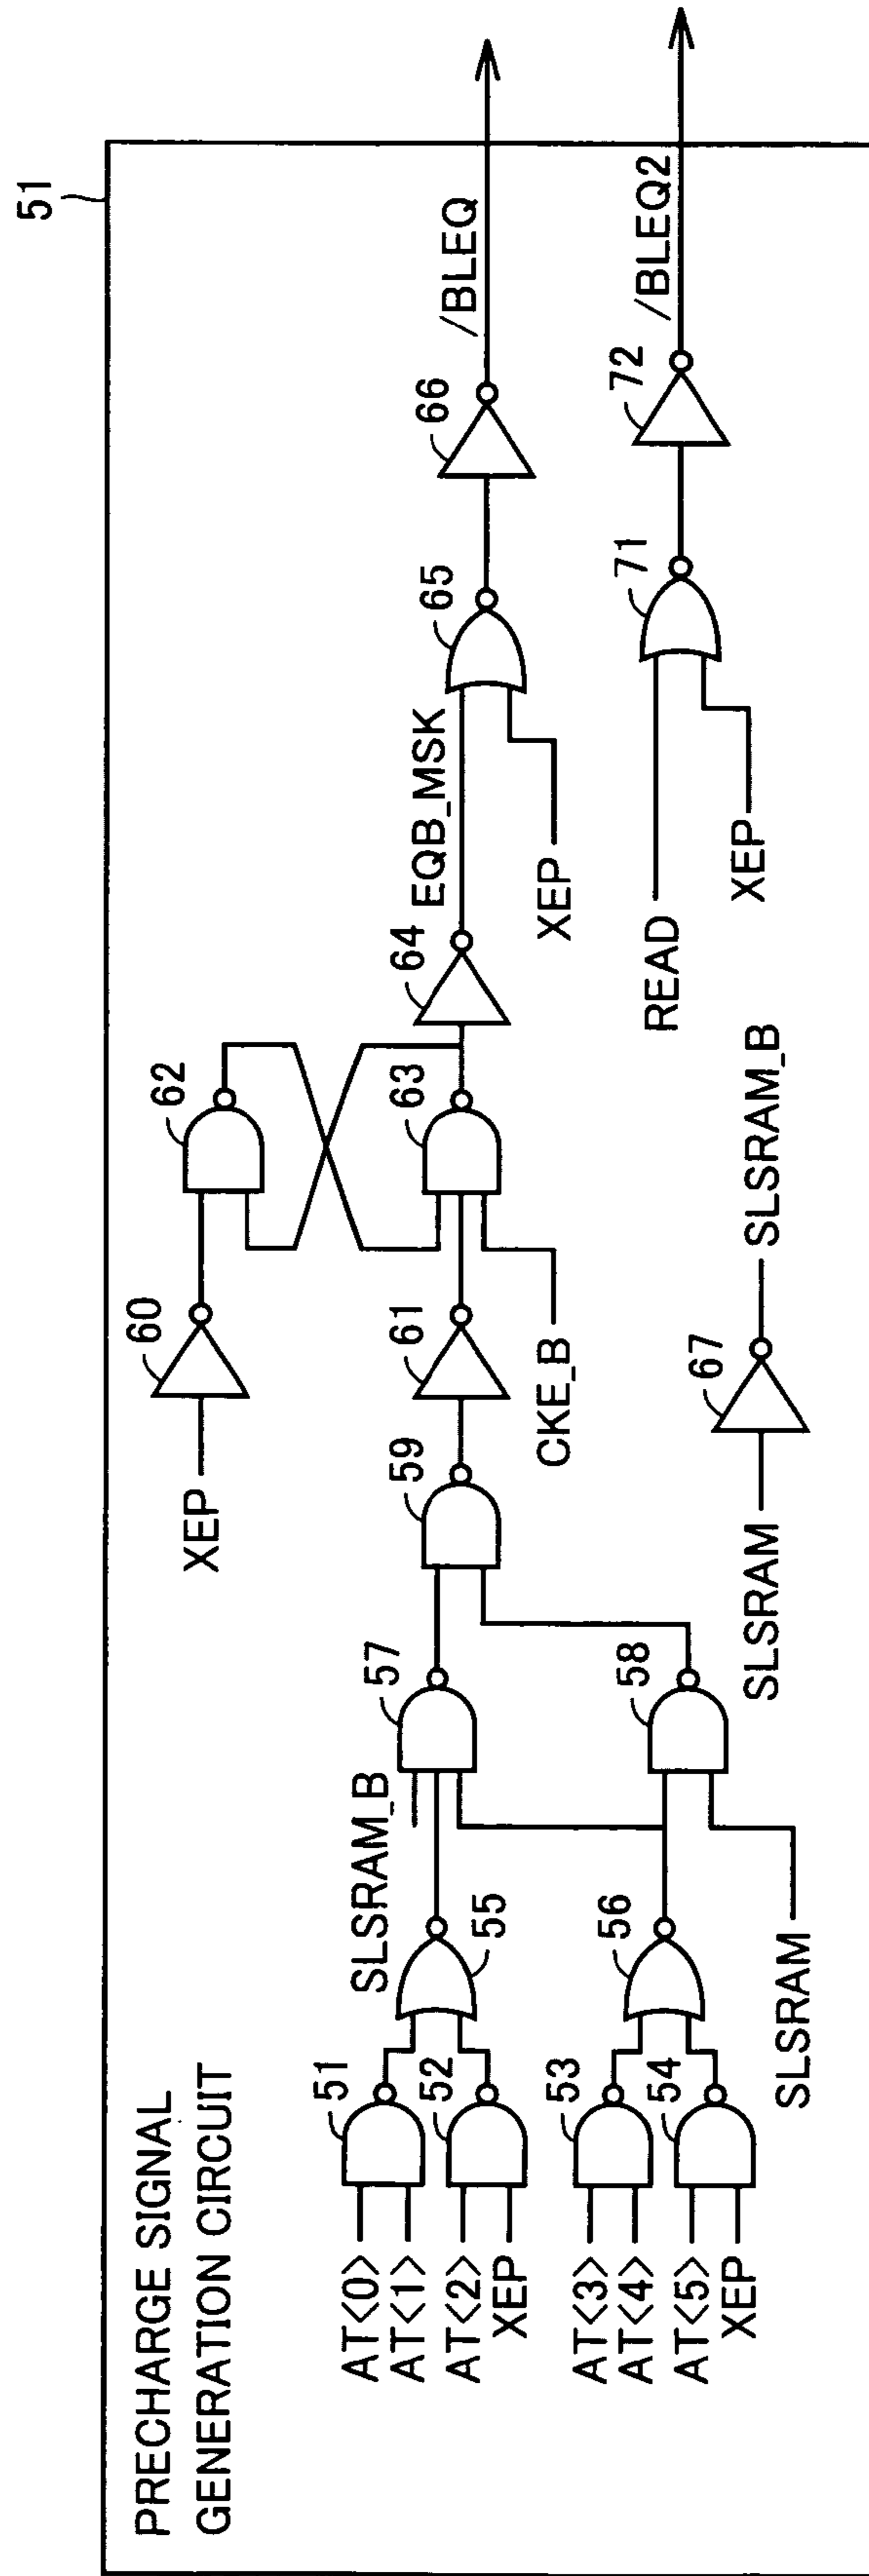 51
PRECHARGE SIGNAL
GENERATION CIRCUIT
XEP
60
62
AT<0>
AT<1>
AT<2>
XEP
51
52
55
SLSRAM_B
57
59
61
CKE_B
63
64
EQB_MSK
XEP
65
66
/BLEQ
AT<3>
AT<4>
AT<5>
XEP
53
54
56
SLSRAM
58
SLSRAM
67
SLSRAM_B
READ
XEP
71
72
/BLEQ2